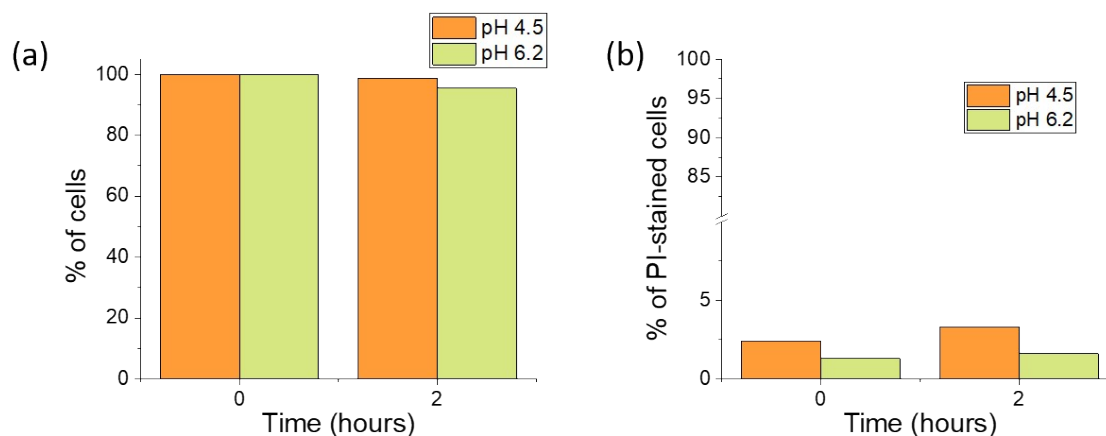 (a)
pH 4.5
pH 6.2
100
80
60
40
20
0
% of cells
0
2
Time (hours)
(b)
pH 4.5
pH 6.2
100
95
90
85
5
0
% of PI-stained cells
0
2
Time (hours)